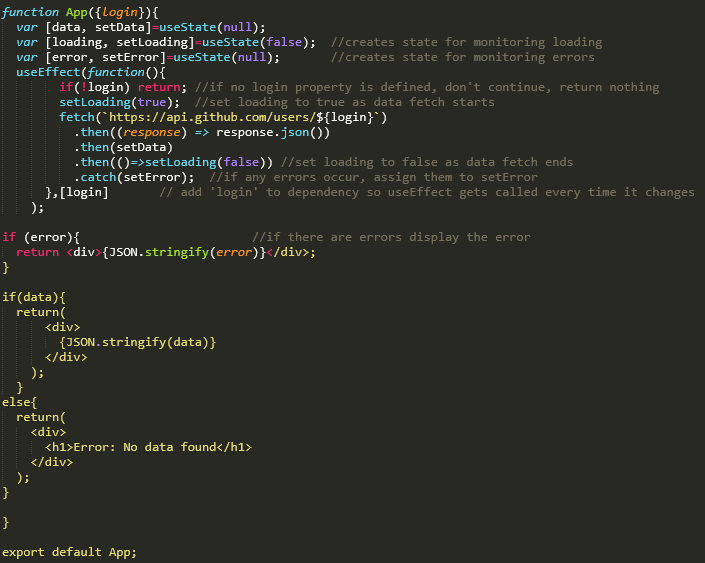 function App({login}){
  var [data, setData]=useState(null);
  var [loading, setLoading]=useState(false);  //creates state for monitoring loading
  var [error, setError]=useState(null);       //creates state for monitoring errors
  useEffect(function(){
        if(!login) return; //if no login property is defined, don't continue, return nothing
        setLoading(true);  //set loading to true as data fetch starts
        fetch(`https://api.github.com/users/${login}`)
          .then((response) => response.json())
          .then(setData)
          .then(()=>setLoading(false)) //set loading to false as data fetch ends
          .catch(setError);  //if any errors occur, assign them to setError
      },[login]       // add 'login' to dependency so useEffect gets called every time it changes
    );

if (error){                        //if there are errors display the error
  return <div>{JSON.stringify(error)}</div>;
}

if(data){
  return(
      <div>
        {JSON.stringify(data)}
      </div>
    );
  }
else{
  return(
    <div>
      <h1>Error: No data found</h1>
    </div>
  );
}

}

export default App;